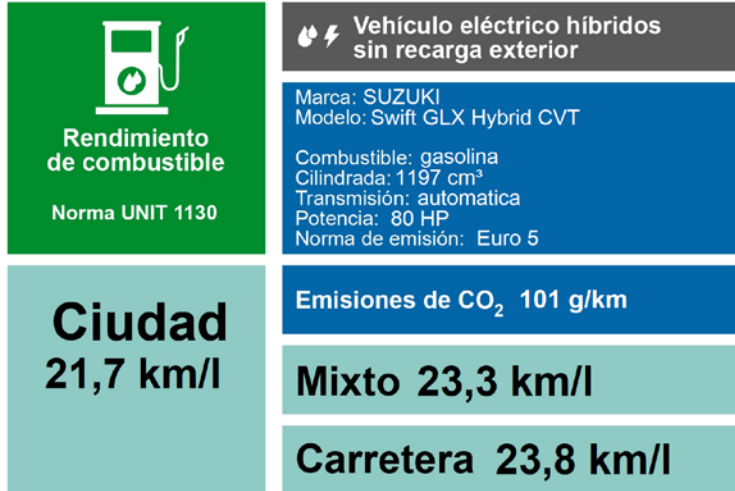 Rendimiento
de combustible
Norma UNIT 1130
Vehículo eléctrico híbridos
sin recarga exterior
Marca: SUZUKI
Modelo: Swift GLX Hybrid CVT
Combustible: gasolina
Cilindrada: 1197 cm³
Transmisión: automatica
Potencia: 80 HP
Norma de emisión: Euro 5
Ciudad
21,7 km/l
Emisiones de CO₂ 101 g/km
Mixto 23,3 km/l
Carretera 23,8 km/l